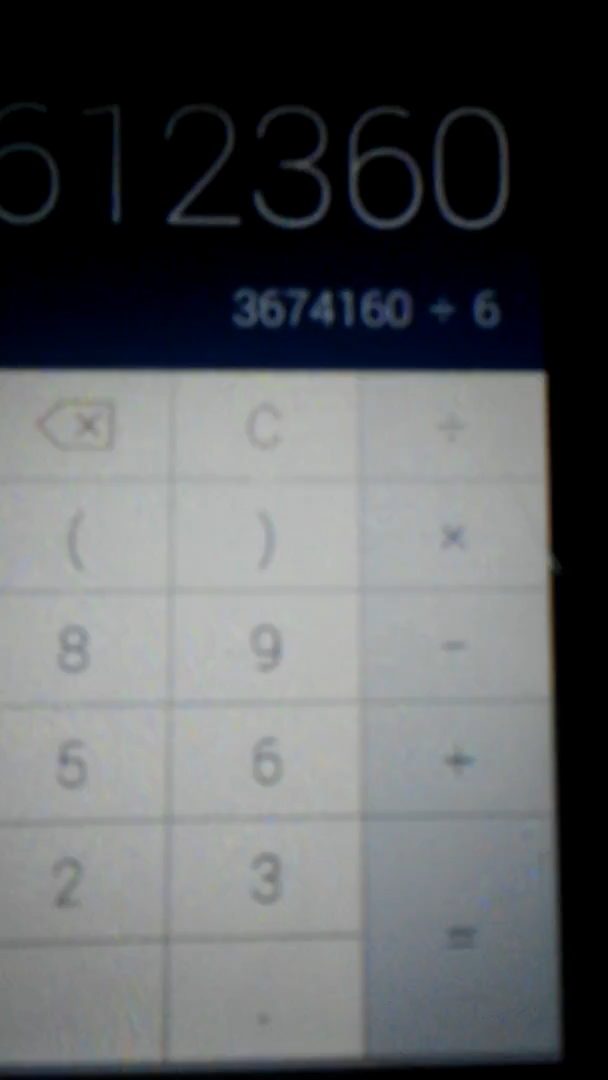 612360
3674160 ÷ 6
C ÷
( ) ×
8 9 -
5 6 +
2 3
=
.